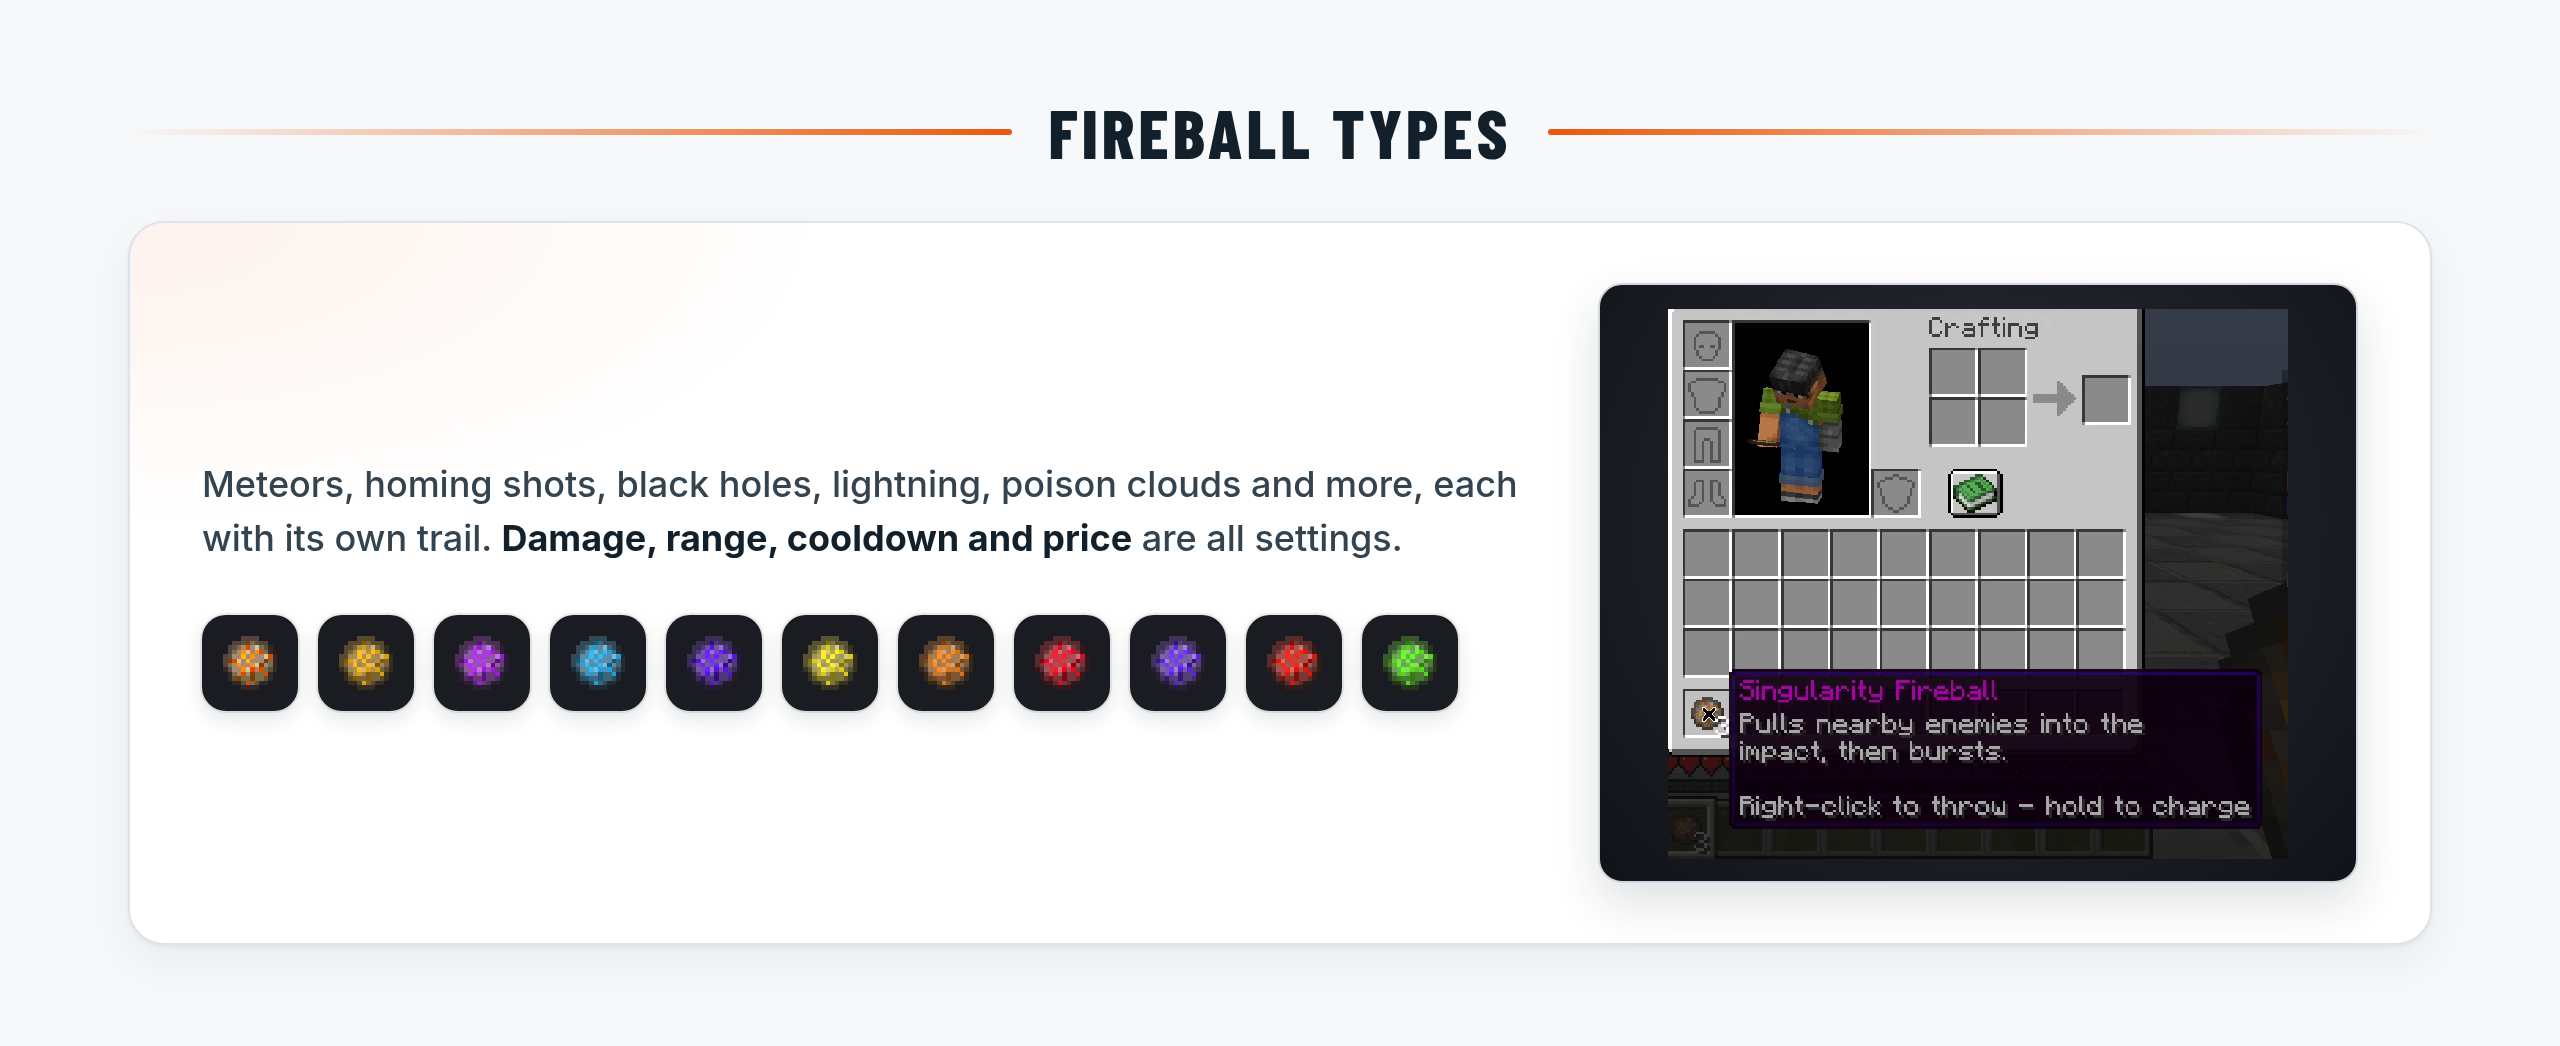 FIREBALL TYPES
Meteors, homing shots, black holes, lightning, poison clouds and more, each
with its own trail. Damage, range, cooldown and price are all settings.
Crafting
Singularity Fireball
Pulls nearby enemies into the
impact, then bursts.
Right-click to throw - hold to charge
3